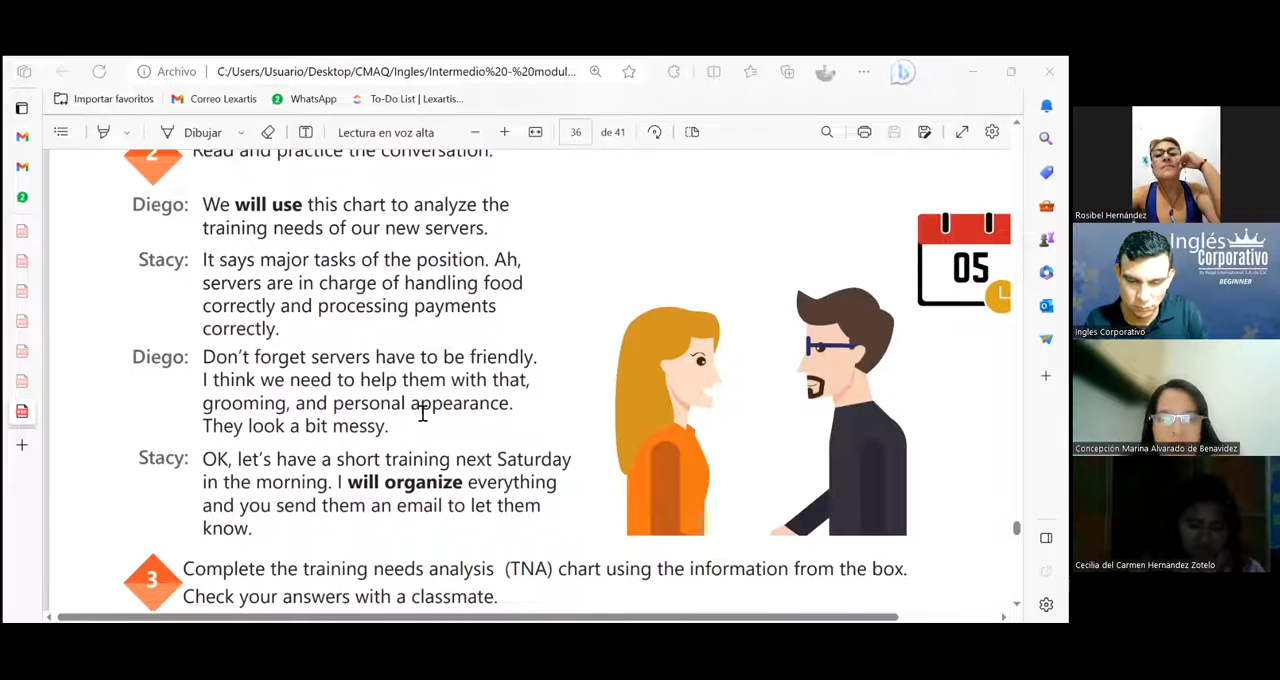 Archivo
C:/Users/Usuario/Desktop/CMAQ/Ingles/Intermedio%20-%20modul...
Importar favoritos
Correo Lexartis
2
WhatsApp
To-Do List | Lexartis...
Dibujar
Lectura en voz alta
36
de 41
2
Read and practice the conversation.
Diego: We will use this chart to analyze the
training needs of our new servers.
Stacy: It says major tasks of the position. Ah,
servers are in charge of handling food
correctly and processing payments
correctly.
Diego: Don't forget servers have to be friendly.
I think we need to help them with that,
grooming, and personal appearance.
They look a bit messy.
Stacy: OK, let's have a short training next Saturday
in the morning. I will organize everything
and you send them an email to let them
know.
05
3
Complete the training needs analysis (TNA) chart using the information from the box.
Check your answers with a classmate.
Rosibel Hernández
Inglés
Corporativo
BEGINNER
Ingles Corporativo
Concepción Marina Alvarado de Benavidez
Cecilia del Carmen Hernandez Zotelo